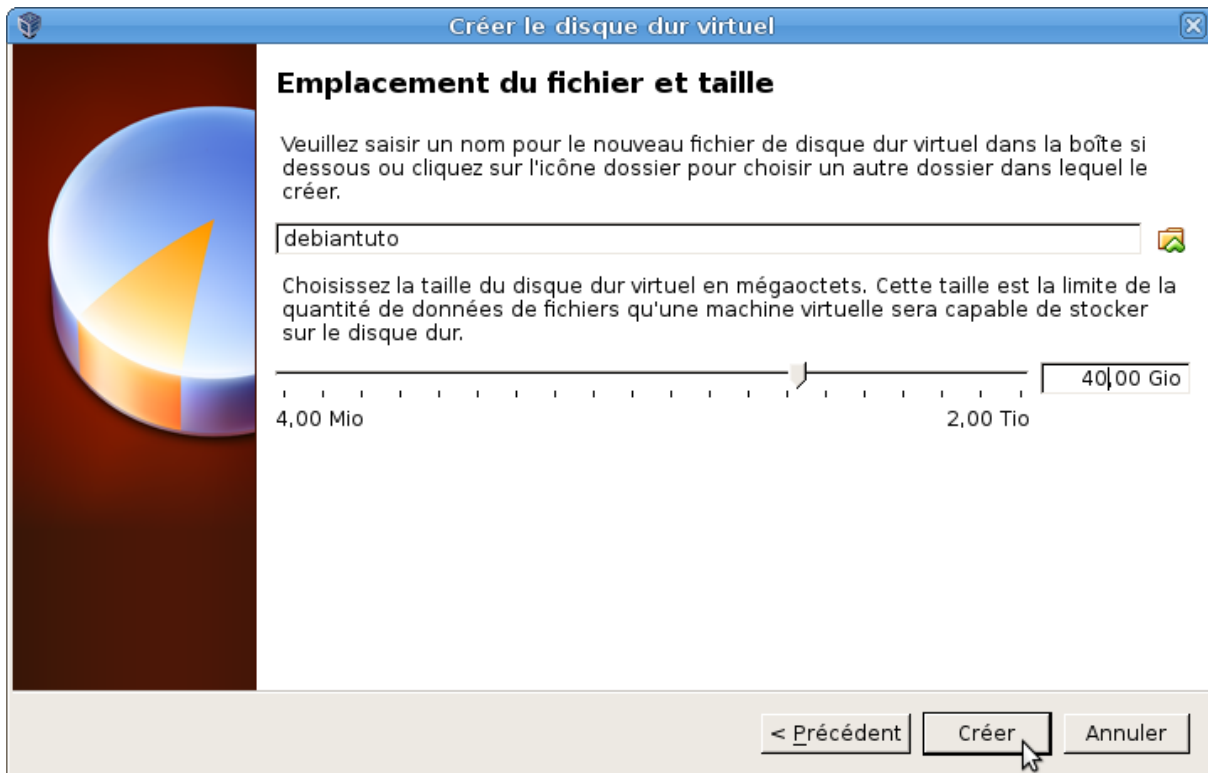 Créer le disque dur virtuel
Emplacement du fichier et taille
Veuillez saisir un nom pour le nouveau fichier de disque dur virtuel dans la boîte si
dessous ou cliquez sur l'icône dossier pour choisir un autre dossier dans lequel le
créer.
debiantuto
Choisissez la taille du disque dur virtuel en mégaoctets. Cette taille est la limite de la
quantité de données de fichiers qu'une machine virtuelle sera capable de stocker
sur le disque dur.
40,00 Gio
4,00 Mio
2,00 Tio
< Précédent
Créer
Annuler